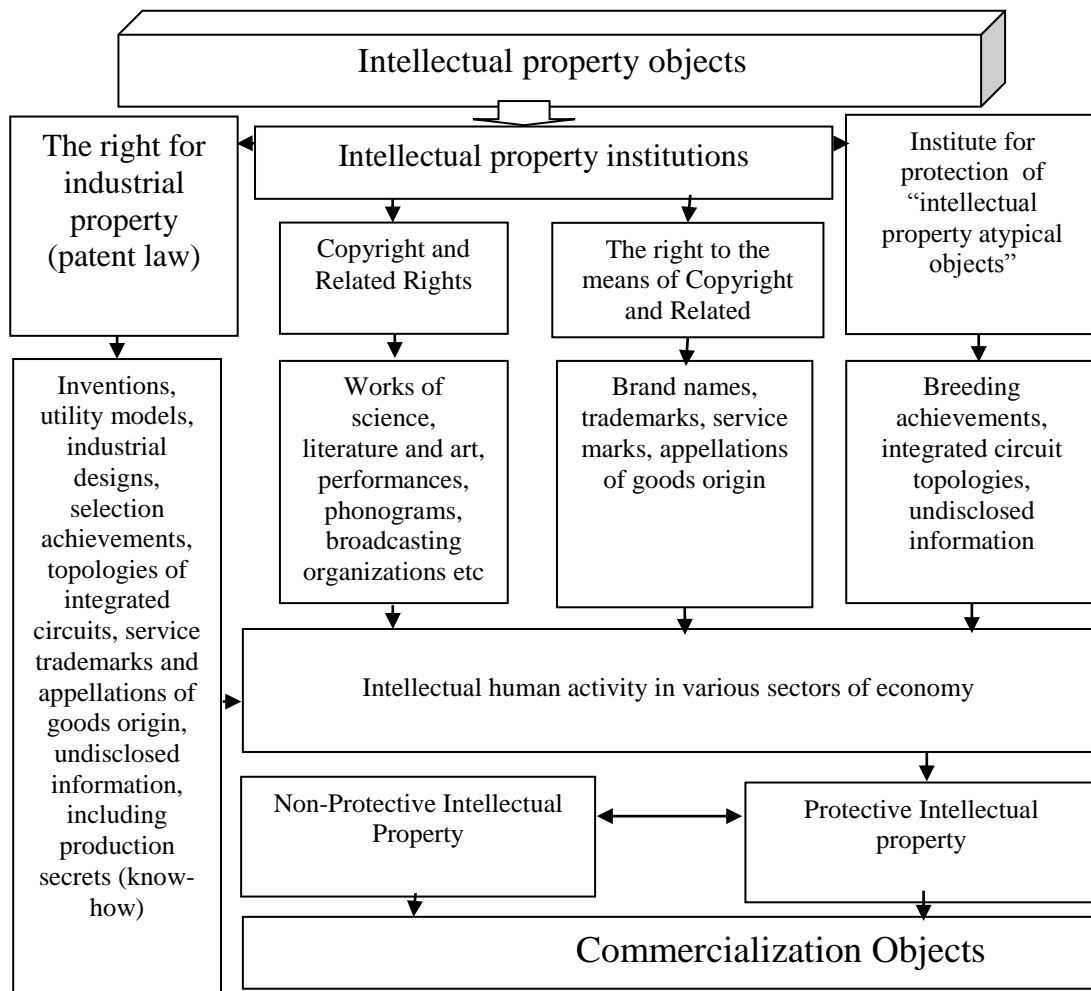 Intellectual property objects
The right for
industrial
property
(patent law)
Intellectual property institutions
Institute for
protection of
“intellectual
property atypical
objects”
Copyright and
Related Rights
The right to the
means of Copyright
and Related
Inventions,
utility models,
industrial
designs,
selection
achievements,
topologies of
integrated
circuits, service
trademarks and
appellations of
goods origin,
undisclosed
information,
including
production
secrets (know-
how)
Works of
science,
literature and art,
performances,
phonograms,
broadcasting
organizations etc
Brand names,
trademarks, service
marks, appellations
of goods origin
Breeding
achievements,
integrated circuit
topologies,
undisclosed
information
Intellectual human activity in various sectors of economy
Non-Protective Intellectual
Property
Protective Intellectual
property
Commercialization Objects